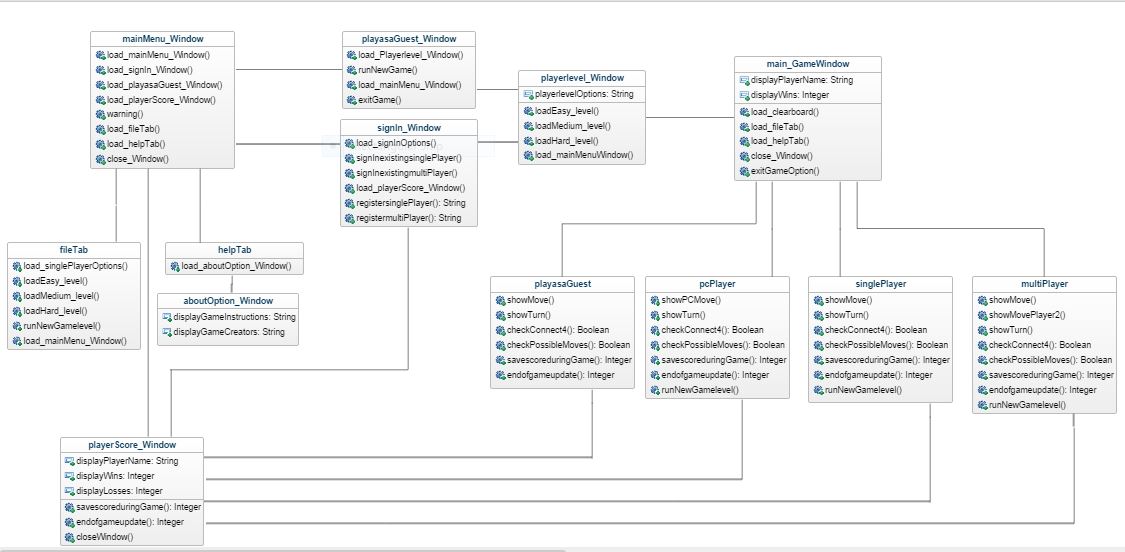 mainMenu_Window
load_mainMenu_Window()
load_signIn_Window()
load_playasaGuest_Window()
load_playerScore_Window()
warning()
load_fileTab()
load_helpTab()
close_Window()
playasaGuest_Window
load_Playerlevel_Window()
runNewGame()
load_mainMenu_Window()
exitGame()
signIn_Window
load_signInOptions()
signInexistingsinglePlayer()
signInexistingmultiPlayer()
load_playerScore_Window()
registersinglePlayer(): String
registermultiPlayer(): String
playerlevel_Window
playerlevelOptions: String
loadEasy_level()
loadMedium_level()
loadHard_level()
load_mainMenuWindow()
main_GameWindow
displayPlayerName: String
displayWins: Integer
load_clearboard()
load_fileTab()
load_helpTab()
close_Window()
exitGameOption()
fileTab
load_singlePlayerOptions()
loadEasy_level()
loadMedium_level()
loadHard_level()
runNewGamelevel()
load_mainMenu_Window()
helpTab
load_aboutOption_Window()
aboutOption_Window
displayGameInstructions: String
displayGameCreators: String
playasaGuest
showMove()
showTurn()
checkConnect4(): Boolean
checkPossibleMoves(): Boolean
savescoreduringGame(): Integer
endofgameupdate(): Integer
pcPlayer
showPCMove()
showTurn()
checkConnect4(): Boolean
checkPossibleMoves(): Boolean
savescoreduringGame(): Integer
endofgameupdate(): Integer
runNewGamelevel()
singlePlayer
showMove()
showTurn()
checkConnect4(): Boolean
checkPossibleMoves(): Boolean
savescoreduringGame(): Integer
endofgameupdate(): Integer
runNewGamelevel()
multiPlayer
showMove()
showMovePlayer2()
showTurn()
checkConnect4(): Boolean
checkPossibleMoves(): Boolean
savescoreduringGame(): Integer
endofgameupdate(): Integer
runNewGamelevel()
playerScore_Window
displayPlayerName: String
displayWins: Integer
displayLosses: Integer
savescoreduringGame(): Integer
endofgameupdate(): Integer
closeWindow()